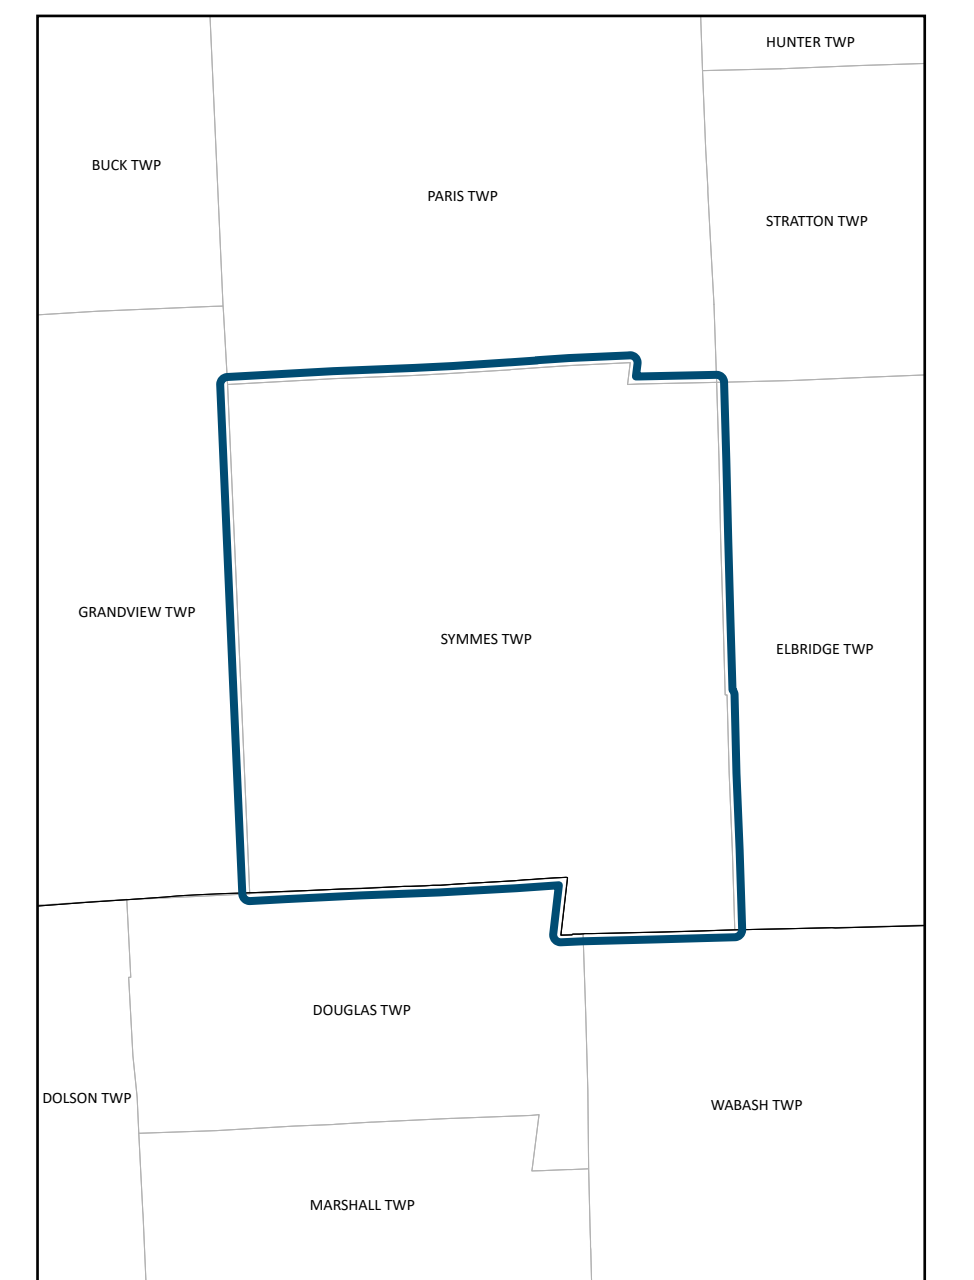 HUNTER TWP
BUCK TWP
PARIS TWP
STRATTON TWP
GRANDVIEW TWP
SYMMES TWP
ELBRIDGE TWP
DOUGLAS TWP
DOLSON TWP
WABASH TWP
MARSHALL TWP